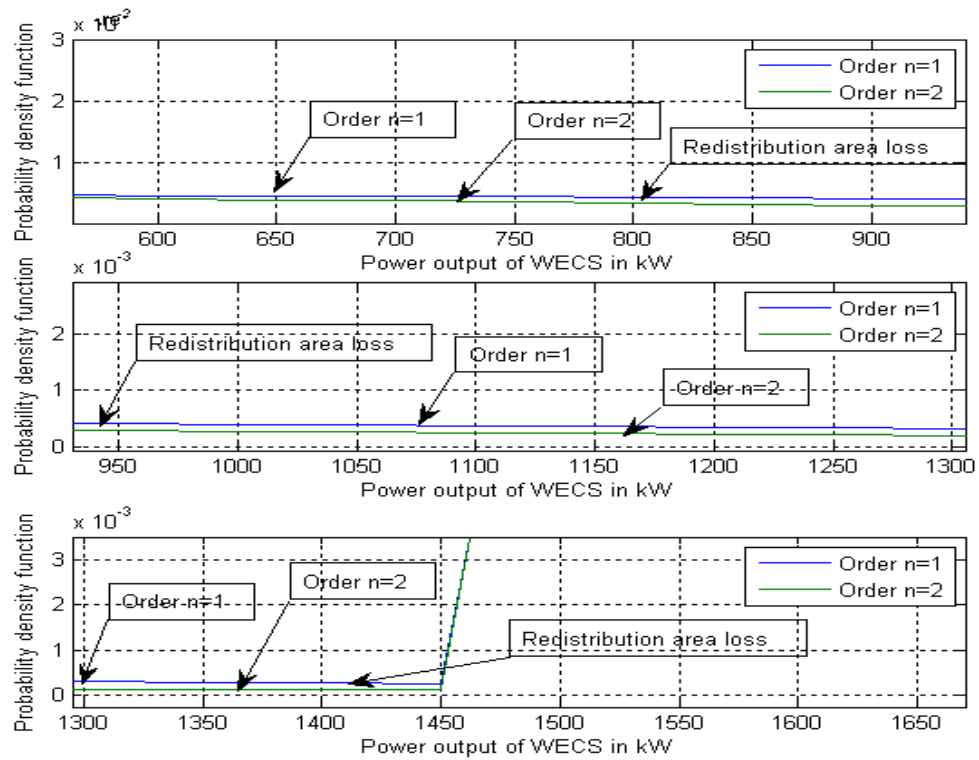 Probability density function
3
2
1
Order n=1
Order n=2
Order n=1
Order n=2
Redistribution area loss
600 650 700 750 800 850 900
Power output of WECS in kW
x 10-3
Probability density function
2
1
0
Order n=1
Order n=2
Redistribution area loss
Order n=1
Order n=2
950 1000 1050 1100 1150 1200 1250 1300
Power output of WECS in kW
x 10-3
Probability density function
3
2
1
0
Order n=1
Order n=2
Order n=1
Order n=2
Redistribution area loss
1300 1350 1400 1450 1500 1550 1600 1650
Power output of WECS in kW